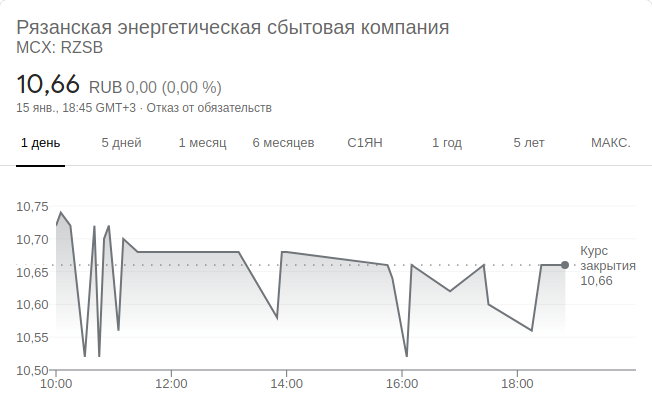 Рязанская энергетическая сбытовая компания
MCX: RZSB
10,66 RUB 0,00 (0,00 %)
15 янв., 18:45 GMT+3 · Отказ от обязательств
1 день 5 дней 1 месяц 6 месяцев С1ЯН 1 год 5 лет МАКС.
10,75
10,70
10,65
10,60
10,55
10,50
Курс
закрытия
10,66
10:00 12:00 14:00 16:00 18:00